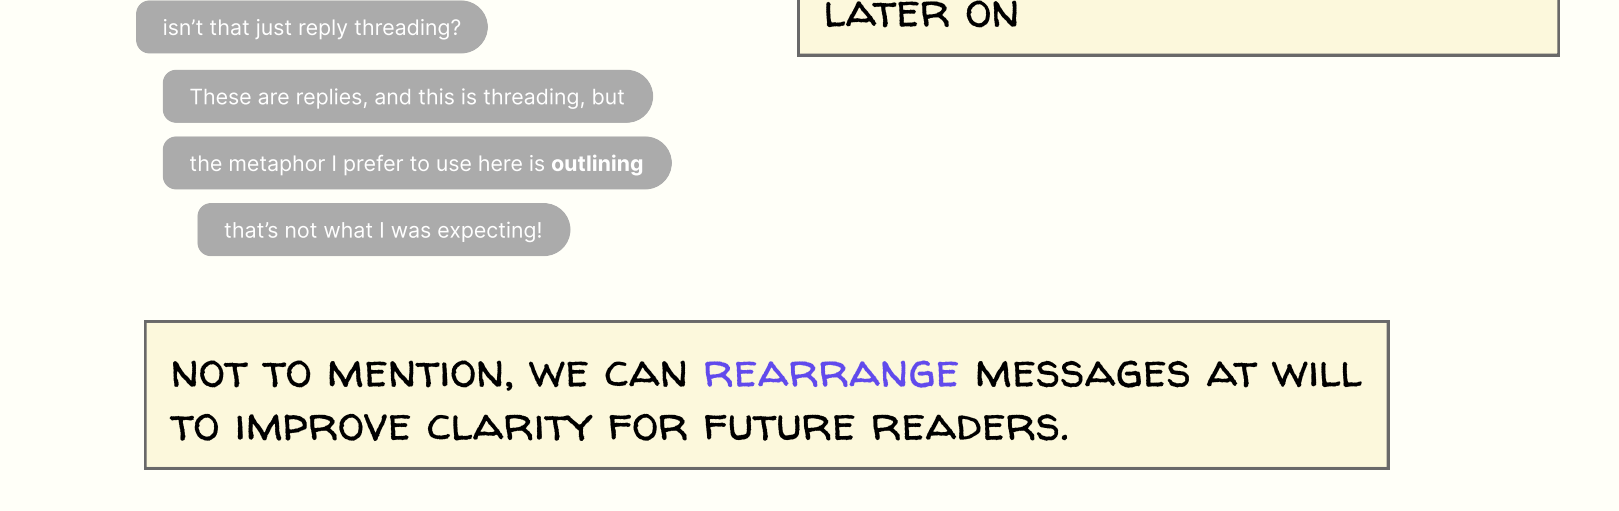 isn’t that just reply threading?
LATER ON
These are replies, and this is threading, but
the metaphor I prefer to use here is outlining
that’s not what I was expecting!
NOT TO MENTION, WE CAN REARRANGE MESSAGES AT WILL
TO IMPROVE CLARITY FOR FUTURE READERS.